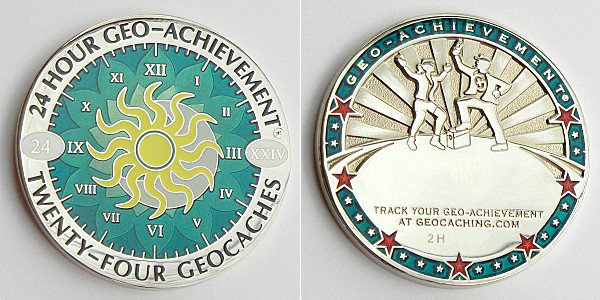 24 HOUR GEO-ACHIEVEMENT®
XII
I
II
III
IV
V
VI
VII
VIII
IX
X
XI
24
XXIV
TWENTY-FOUR GEOCACHES
GEO-ACHIEVEMENT®
TRACK YOUR GEO-ACHIEVEMENT
AT GEOCACHING.COM
2H